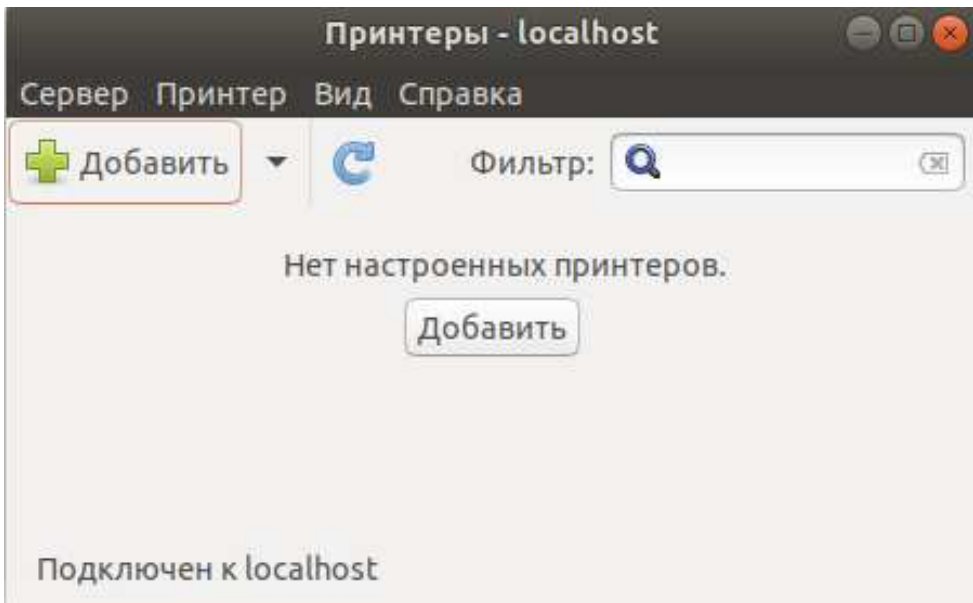 Принтеры - localhost
Сервер Принтер Вид Справка
Добавить Фильтр:
Нет настроенных принтеров.
Добавить
Подключен к localhost